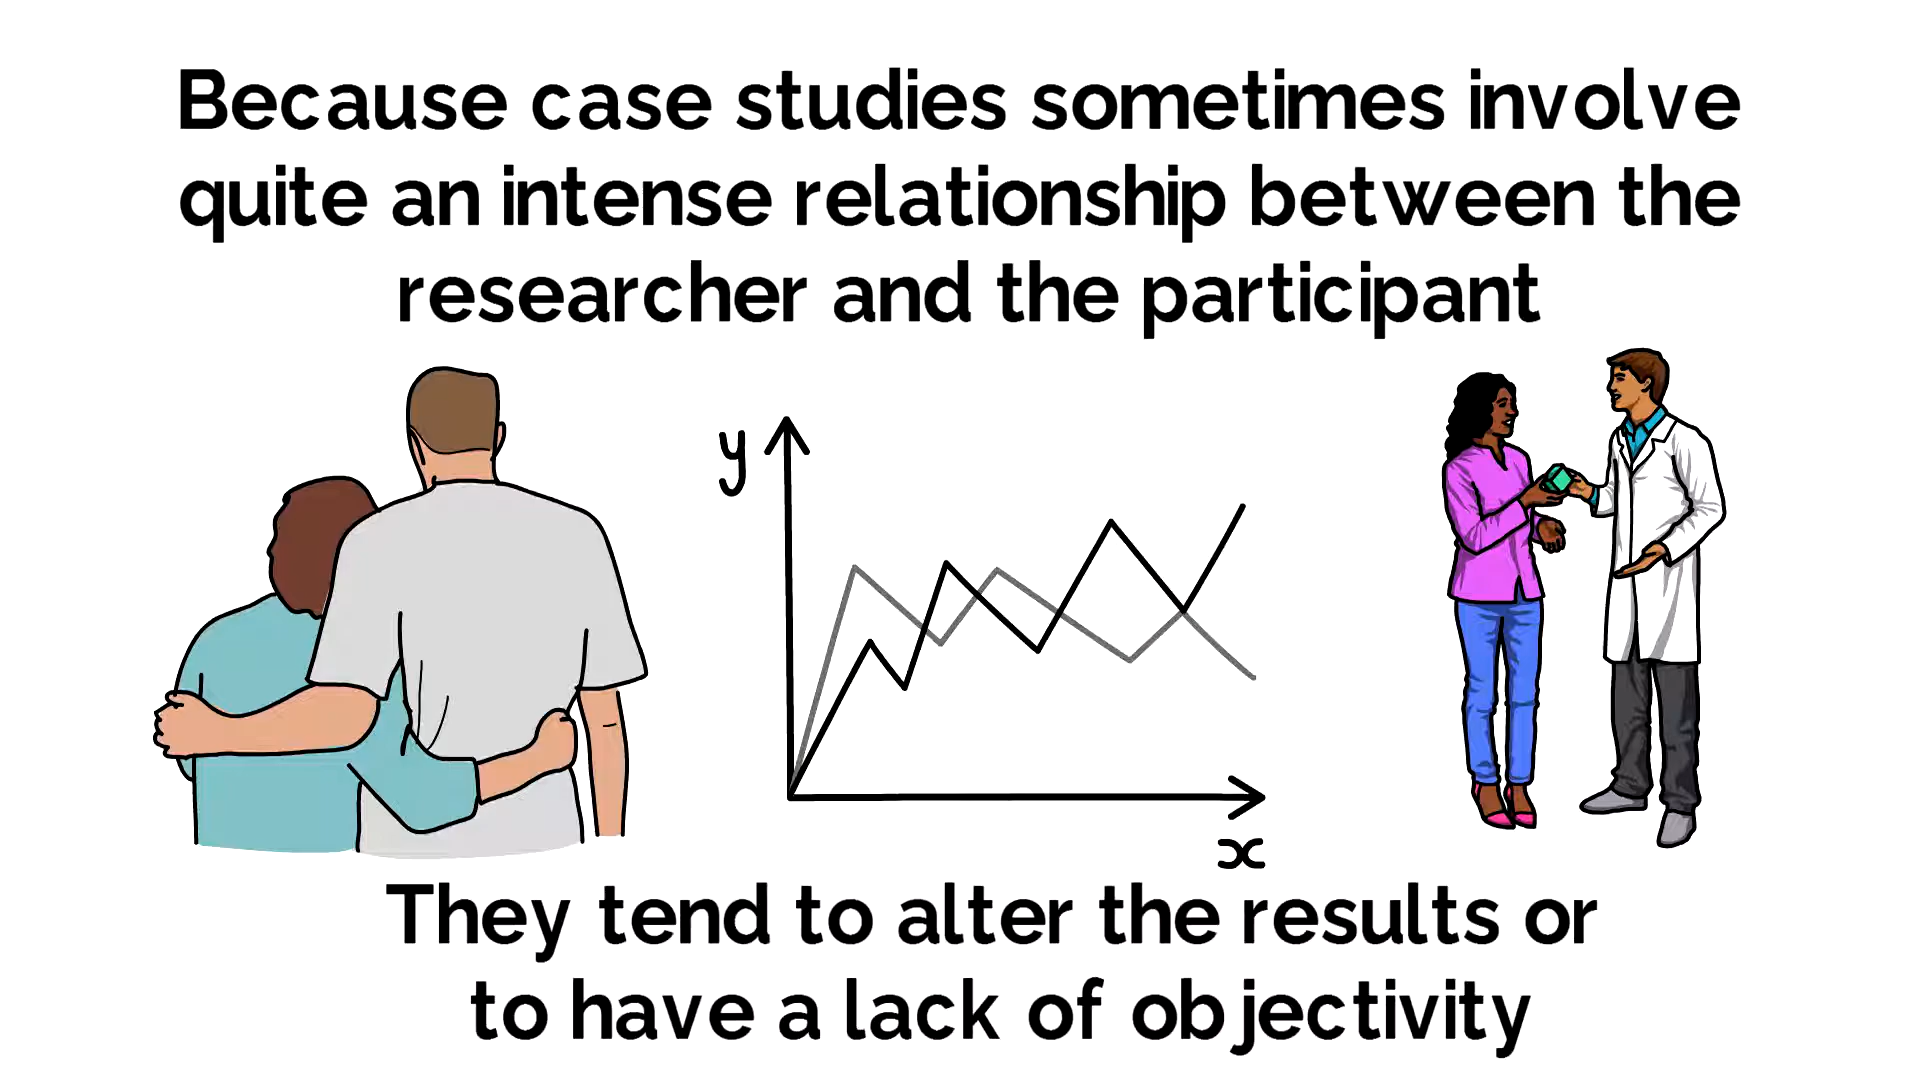 Because case studies sometimes involve
quite an intense relationship between the
researcher and the participant
y
x
They tend to alter the results or
to have a lack of objectivity